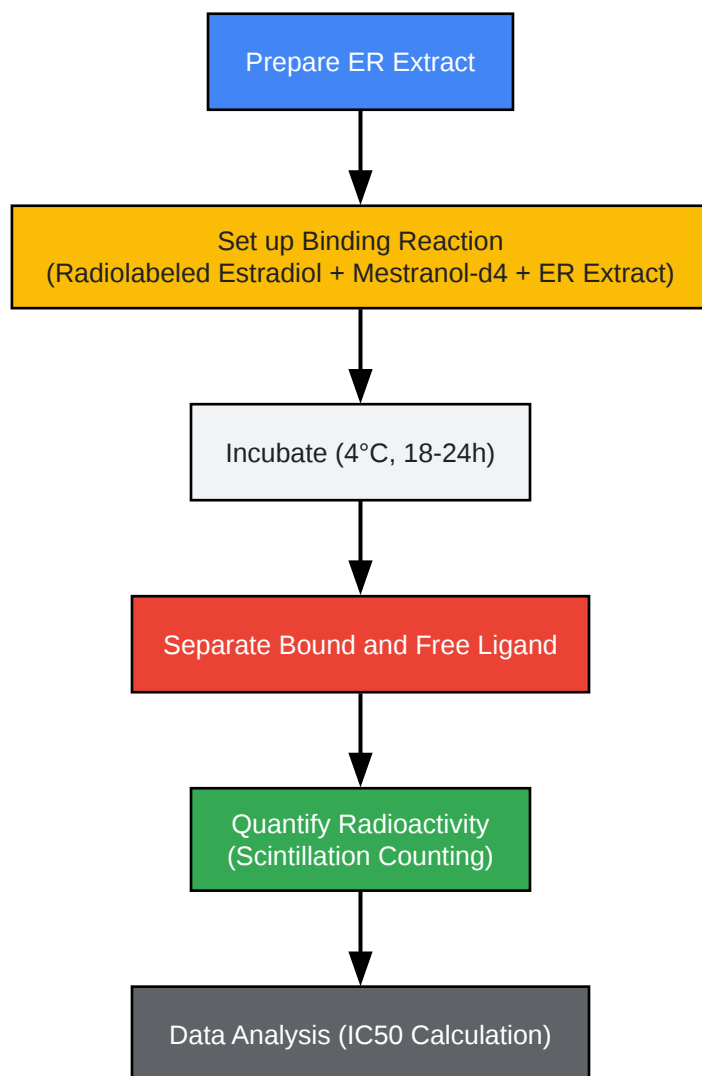 Prepare ER Extract
Set up Binding Reaction
(Radiolabeled Estradiol + Mestranol-d4 + ER Extract)
Incubate (4°C, 18-24h)
Separate Bound and Free Ligand
Quantify Radioactivity
(Scintillation Counting)
Data Analysis (IC50 Calculation)